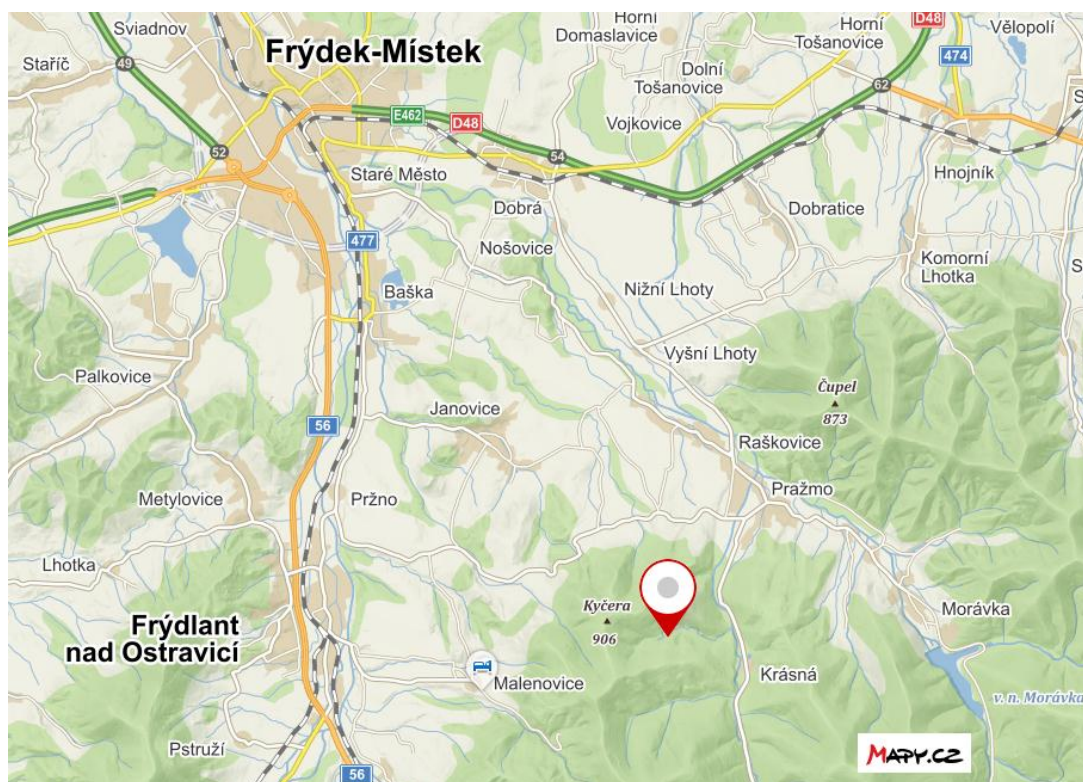 Sviadnov
Horní
Domaslavice
Horní
Tošanovice
D48
Vělopolí
474
Staříč
49
Frýdek-Místek
Dolní
Tošanovice
62
E462
D48
Vojkovice
52
54
Staré Město
Hnojník
Dobrá
Dobratice
477
Nošovice
Komorní
Lhotka
Baška
Nižní Lhoty
Vyšní Lhoty
Palkovice
Čupel
873
56
Janovice
Raškovice
Metylovice
Pržno
Pražmo
Lhotka
Kyčera
906
Morávka
Frýdlant
nad Ostravicí
Malenovice
Krásná
v. n. Morávka
Pstruží
56
MAPY.CZ